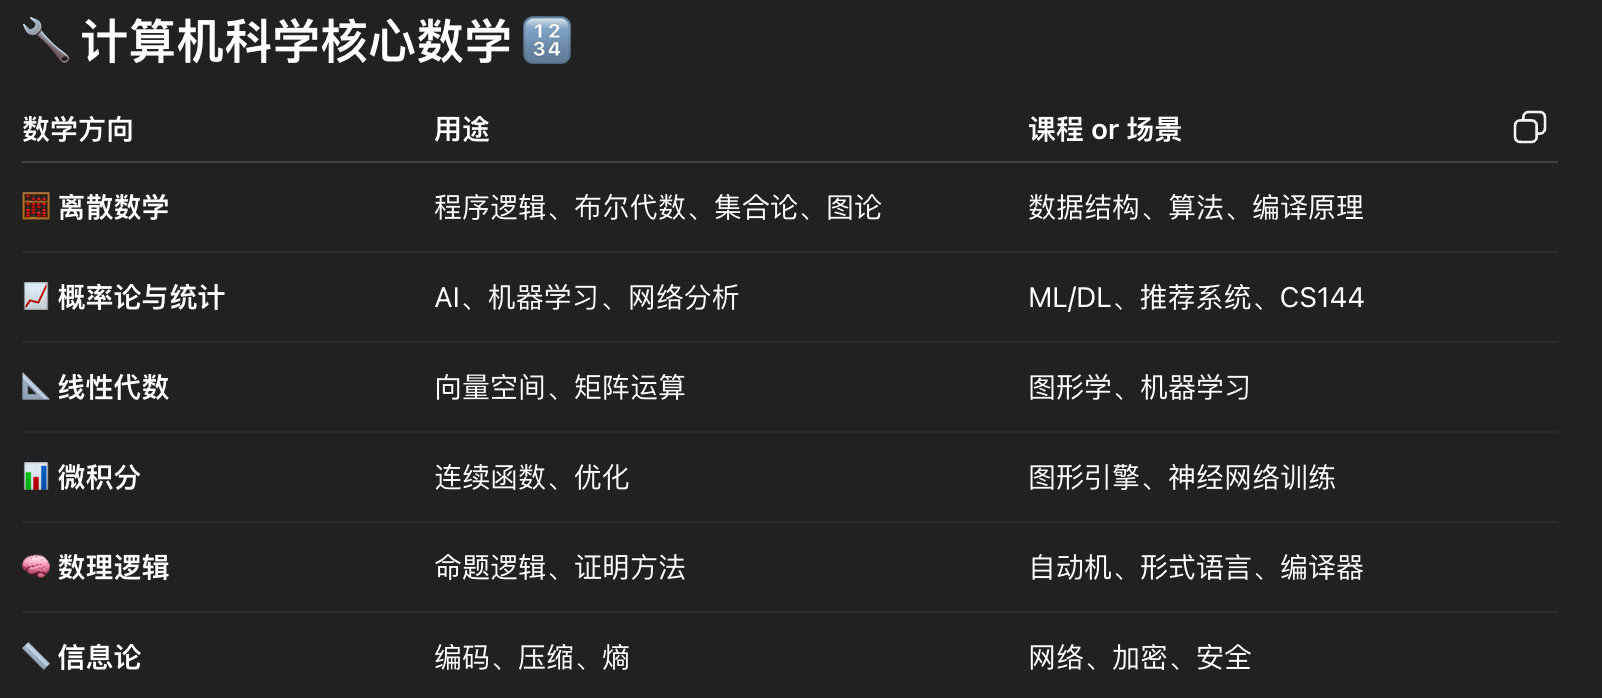 🔧 计算机科学核心数学 🔢
数学方向 用途 课程 or 场景
🧮 离散数学 程序逻辑、布尔代数、集合论、图论 数据结构、算法、编译原理
📈 概率论与统计 AI、机器学习、网络分析 ML/DL、推荐系统、CS144
📐 线性代数 向量空间、矩阵运算 图形学、机器学习
📊 微积分 连续函数、优化 图形引擎、神经网络训练
🧠 数理逻辑 命题逻辑、证明方法 自动机、形式语言、编译器
📏 信息论 编码、压缩、熵 网络、加密、安全